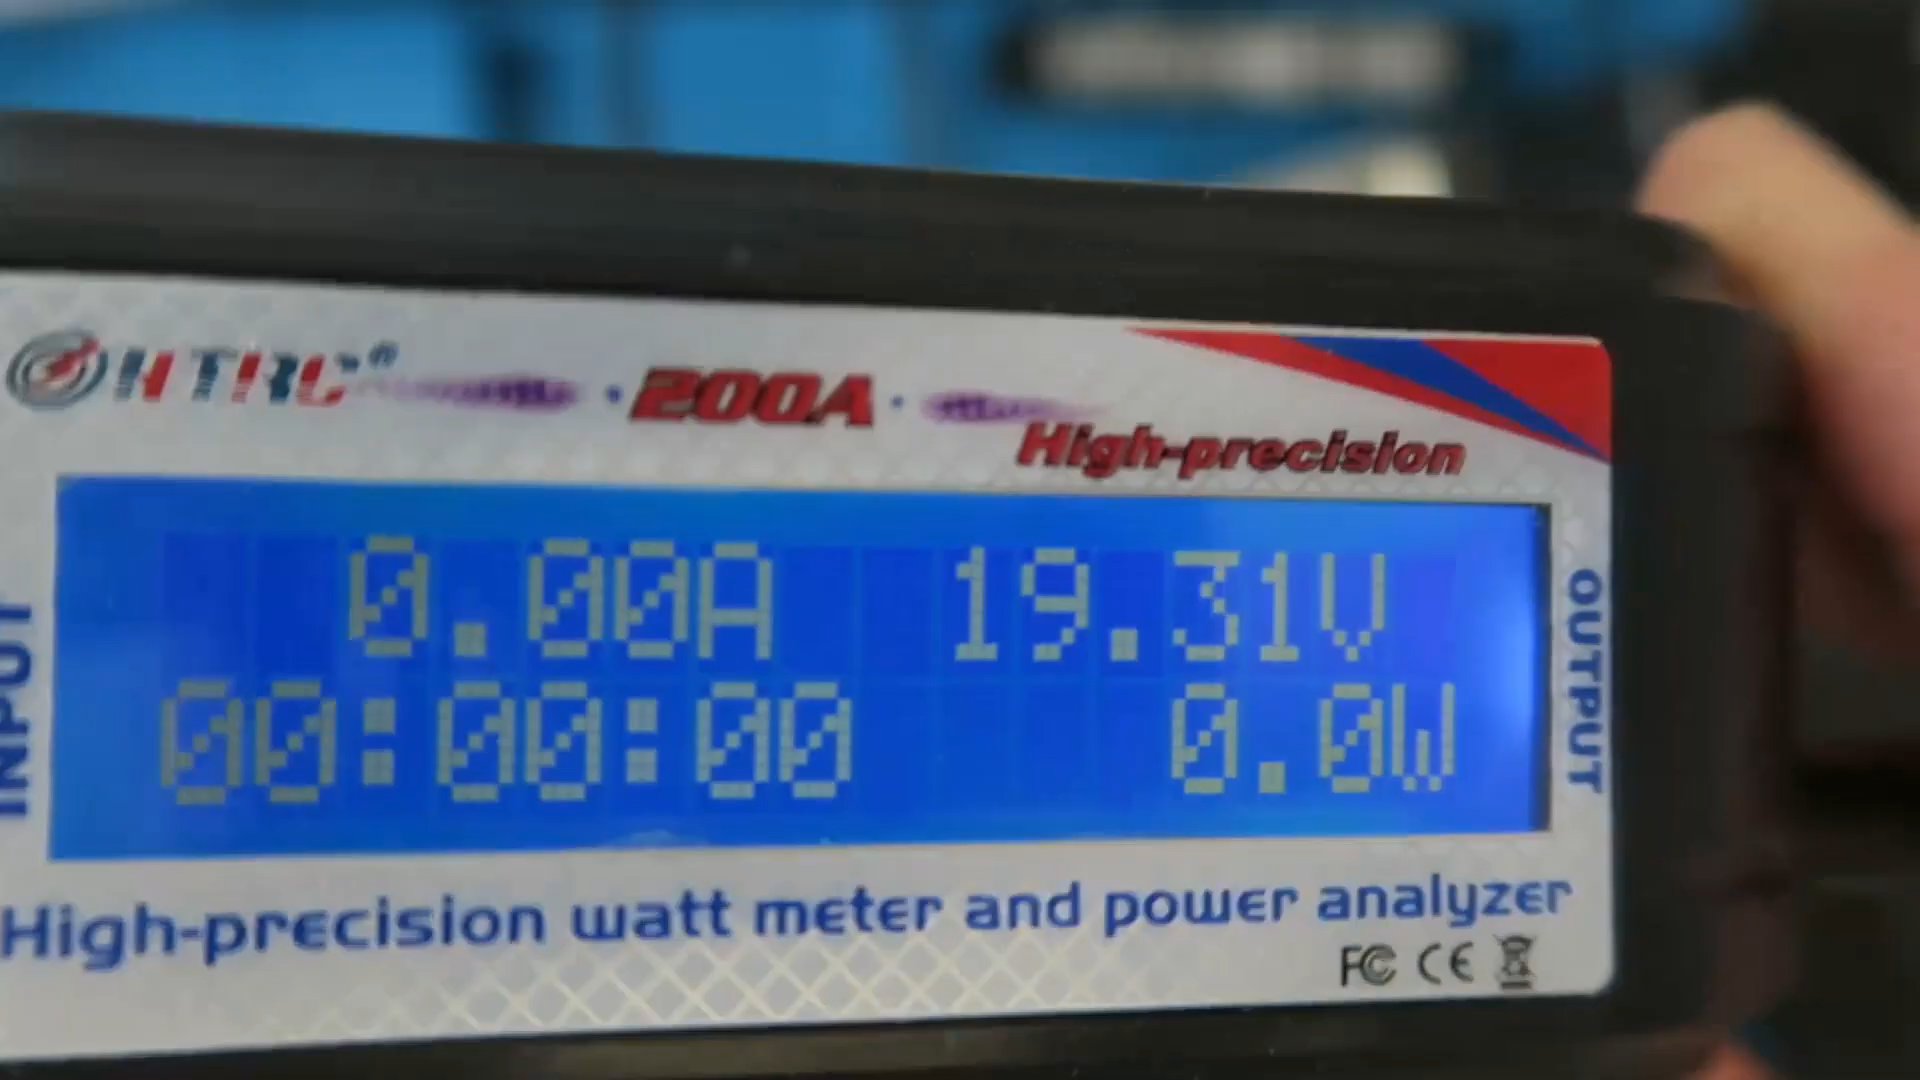 HTRC®
· 200A ·
High-precision
INPUT
0.00A 19.31V
00:00:00 0.0W
OUTPUT
High-precision watt meter and power analyzer
FC CE